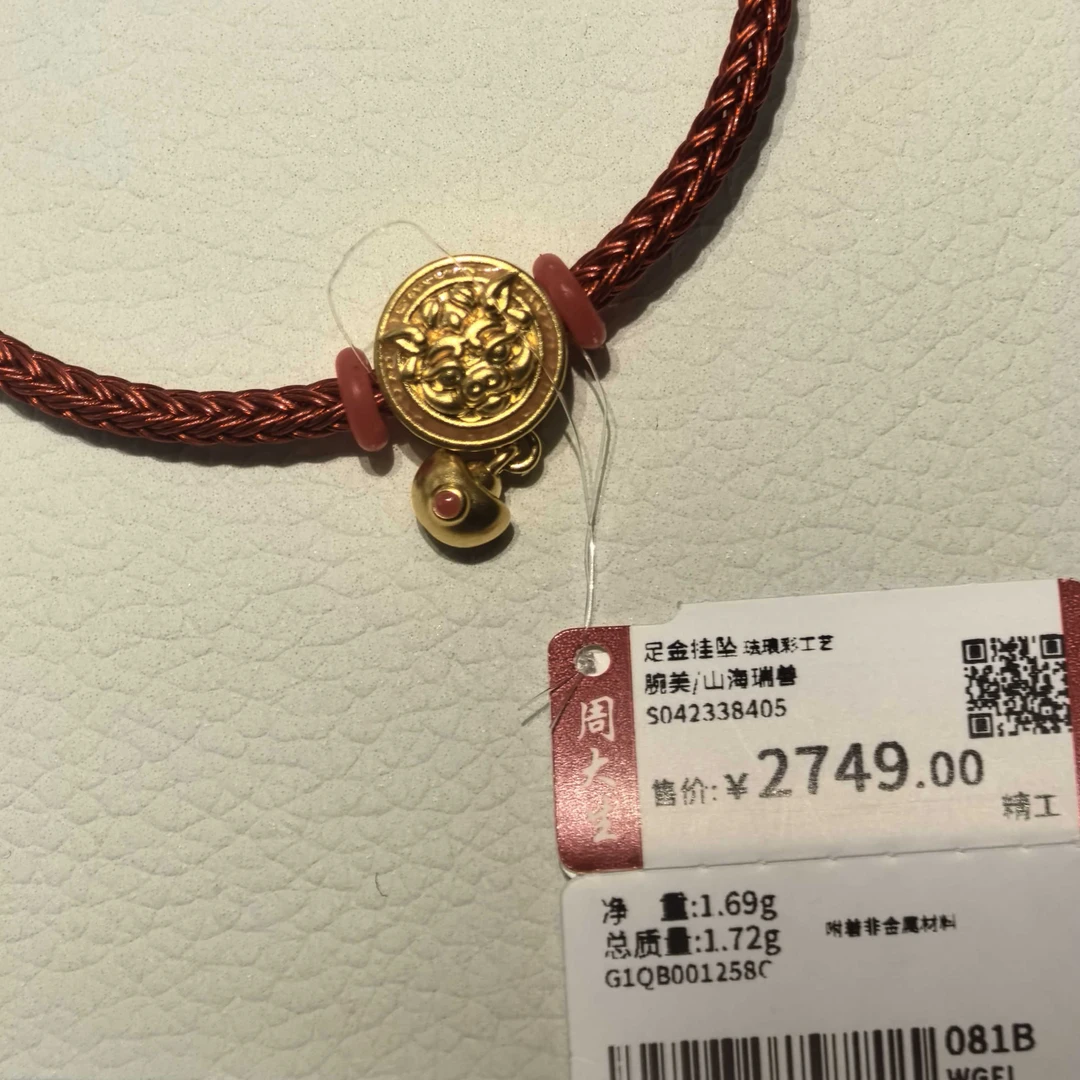 周大生
足金挂坠 珐琅彩工艺
腕美/山海瑞兽
S042338405
售价:¥2749.00
精工
净 重:1.69g
总质量:1.72g
附着非金属材料
G1QB001258C
081B